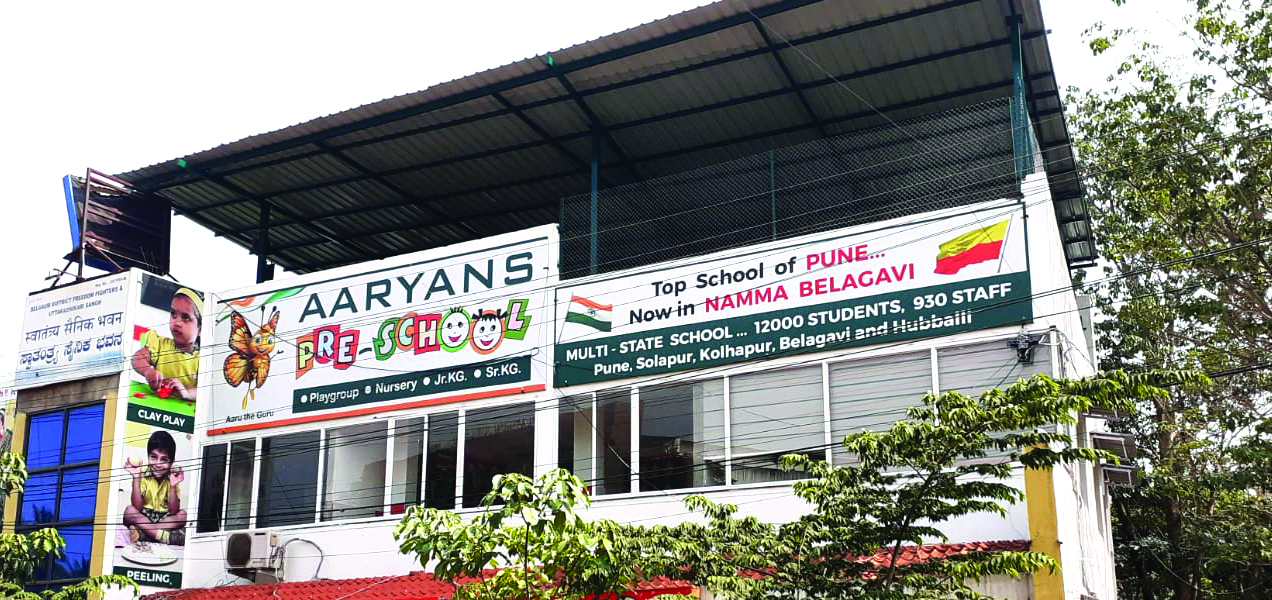 BELGAUM DISTRICT FREEDOM FIGHTERS &
UTTARADHIKARI SANGH
स्वातंत्र्य सैनिक भवन
ಸ್ವಾತಂತ್ರ್ಯ ಸೈನಿಕ ಭವನ
CLAY PLAY
PEELING,
AARYANS
PRE-SCHOOL
• Playgroup • Nursery • Jr.KG. • Sr.KG.
Aaru the Guru
Top School of PUNE...
Now in NAMMA BELAGAVI
MULTI - STATE SCHOOL ... 12000 STUDENTS, 930 STAFF
Pune, Solapur, Kolhapur, Belagavi and Hubballi